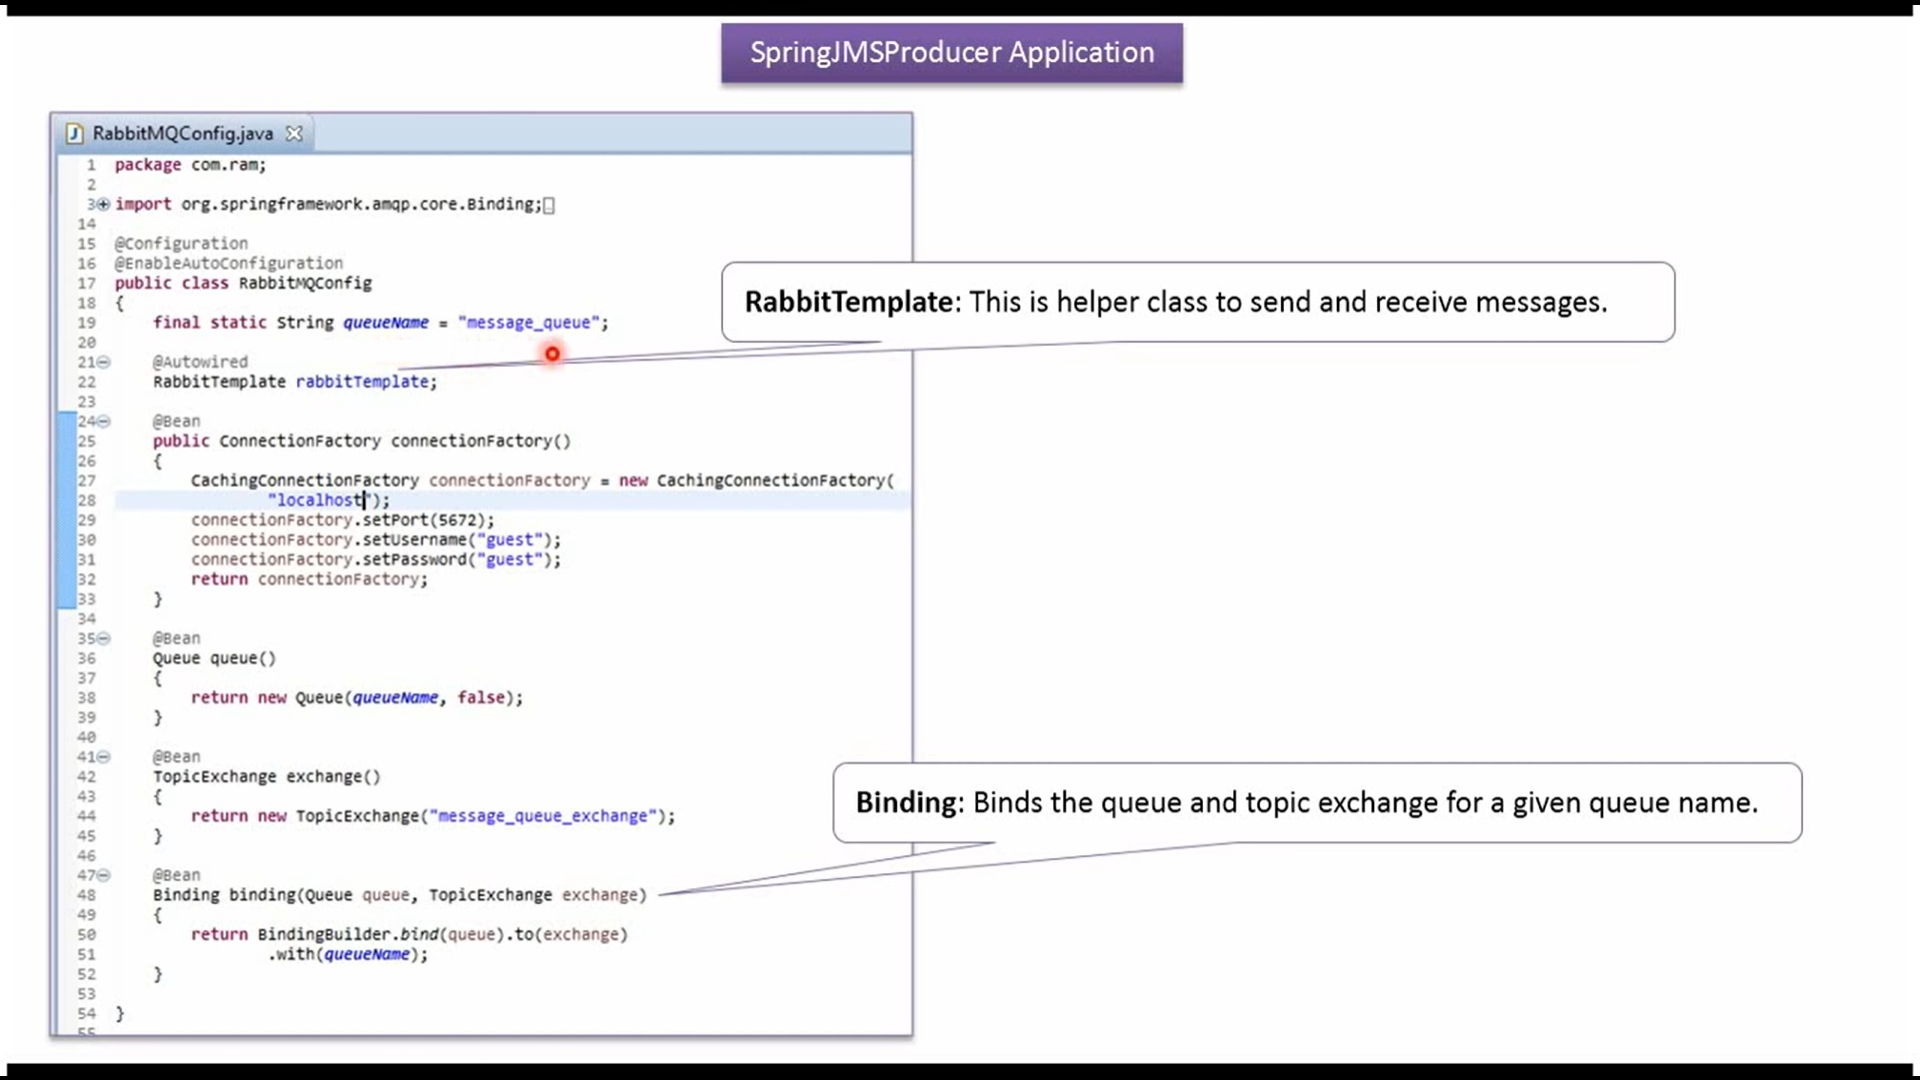 SpringJMSProducer Application
RabbitMQConfig.java
1 package com.ram;
2
3 import org.springframework.amqp.core.Binding;
14
15 @Configuration
16 @EnableAutoConfiguration
17 public class RabbitMQConfig
18 {
19 final static String queueName = "message_queue";
20
21 @Autowired
22 RabbitTemplate rabbitTemplate;
23
24 @Bean
25 public ConnectionFactory connectionFactory()
26 {
27 CachingConnectionFactory connectionFactory = new CachingConnectionFactory(
28 "localhost");
29 connectionFactory.setPort(5672);
30 connectionFactory.setUsername("guest");
31 connectionFactory.setPassword("guest");
32 return connectionFactory;
33 }
34
35 @Bean
36 Queue queue()
37 {
38 return new Queue(queueName, false);
39 }
40
41 @Bean
42 TopicExchange exchange()
43 {
44 return new TopicExchange("message_queue_exchange");
45 }
46
47 @Bean
48 Binding binding(Queue queue, TopicExchange exchange)
49 {
50 return BindingBuilder.bind(queue).to(exchange)
51 .with(queueName);
52 }
53
54 }
55
RabbitTemplate: This is helper class to send and receive messages.
Binding: Binds the queue and topic exchange for a given queue name.